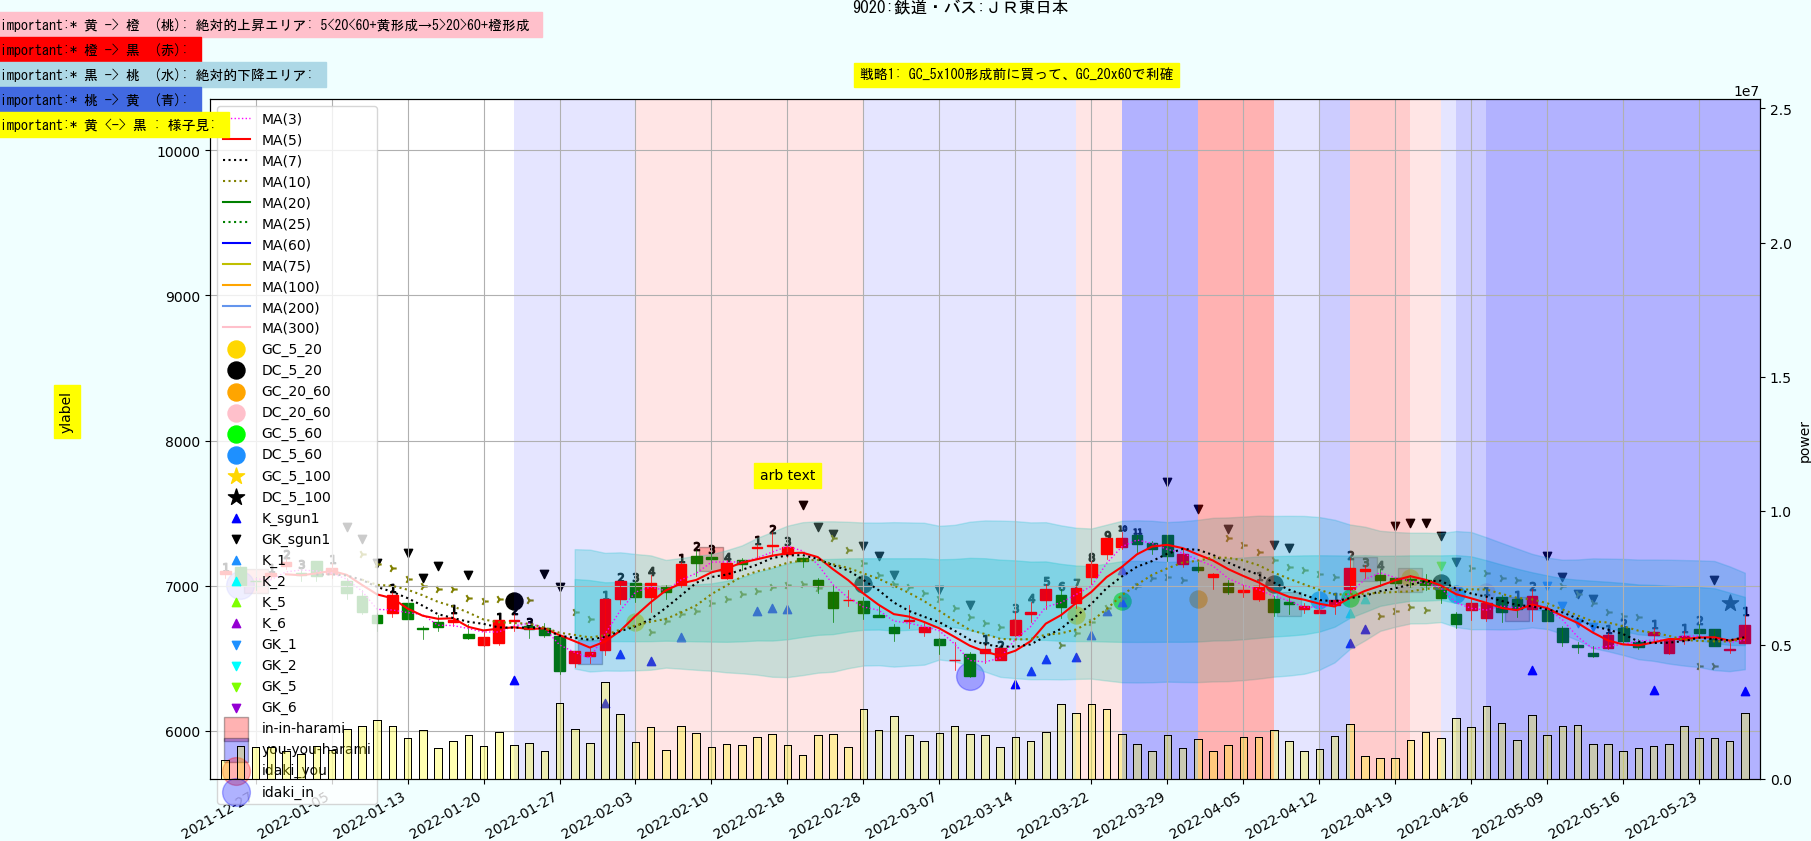 9020:鉄道・バス:ＪＲ東日本
important:* 黄 -> 橙 (桃): 絶対的上昇エリア: 5<20<60+黄形成→5>20>60+橙形成
important:* 橙 -> 黒 (赤):
important:* 黒 -> 桃 (水): 絶対的下降エリア:
戦略1: GC_5x100形成前に買って、GC_20x60で利確
important:* 桃 -> 黄 (青):
important:* 黄 <-> 黒 : 様子見:
1e7
MA(3)
MA(5)
MA(7)
MA(10)
MA(20)
MA(25)
MA(60)
MA(75)
MA(100)
MA(200)
MA(300)
GC_5_20
DC_5_20
GC_20_60
DC_20_60
GC_5_60
DC_5_60
GC_5_100
DC_5_100
K_sgun1
GK_sgun1
K_1
K_2
K_5
K_6
GK_1
GK_2
GK_5
GK_6
in-in-harami
you-you-harami
idaki_you
idaki_in
10000
9000
8000
7000
6000
ylabel
arb text
2.5
2.0
1.5
1.0
0.5
0.0
power
2021-12-27
2022-01-05
2022-01-13
2022-01-20
2022-01-27
2022-02-03
2022-02-10
2022-02-18
2022-02-28
2022-03-07
2022-03-14
2022-03-22
2022-03-29
2022-04-05
2022-04-12
2022-04-19
2022-04-26
2022-05-09
2022-05-16
2022-05-23